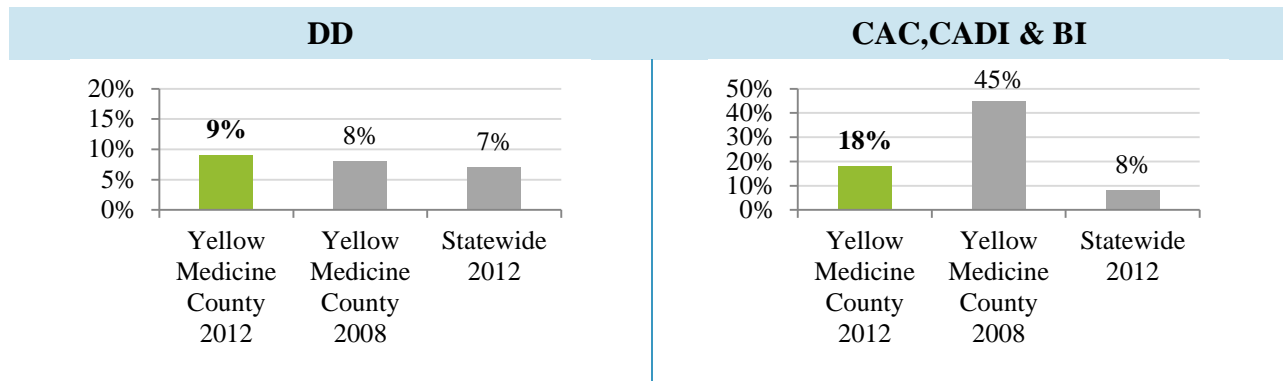 DD
20%
15%
10%
5%
0%
9%
8%
7%
Yellow
Medicine
County
2012
Yellow
Medicine
County
2008
Statewide
2012
CAC,CADI & BI
50%
40%
30%
20%
10%
0%
18%
45%
8%
Yellow
Medicine
County
2012
Yellow
Medicine
County
2008
Statewide
2012